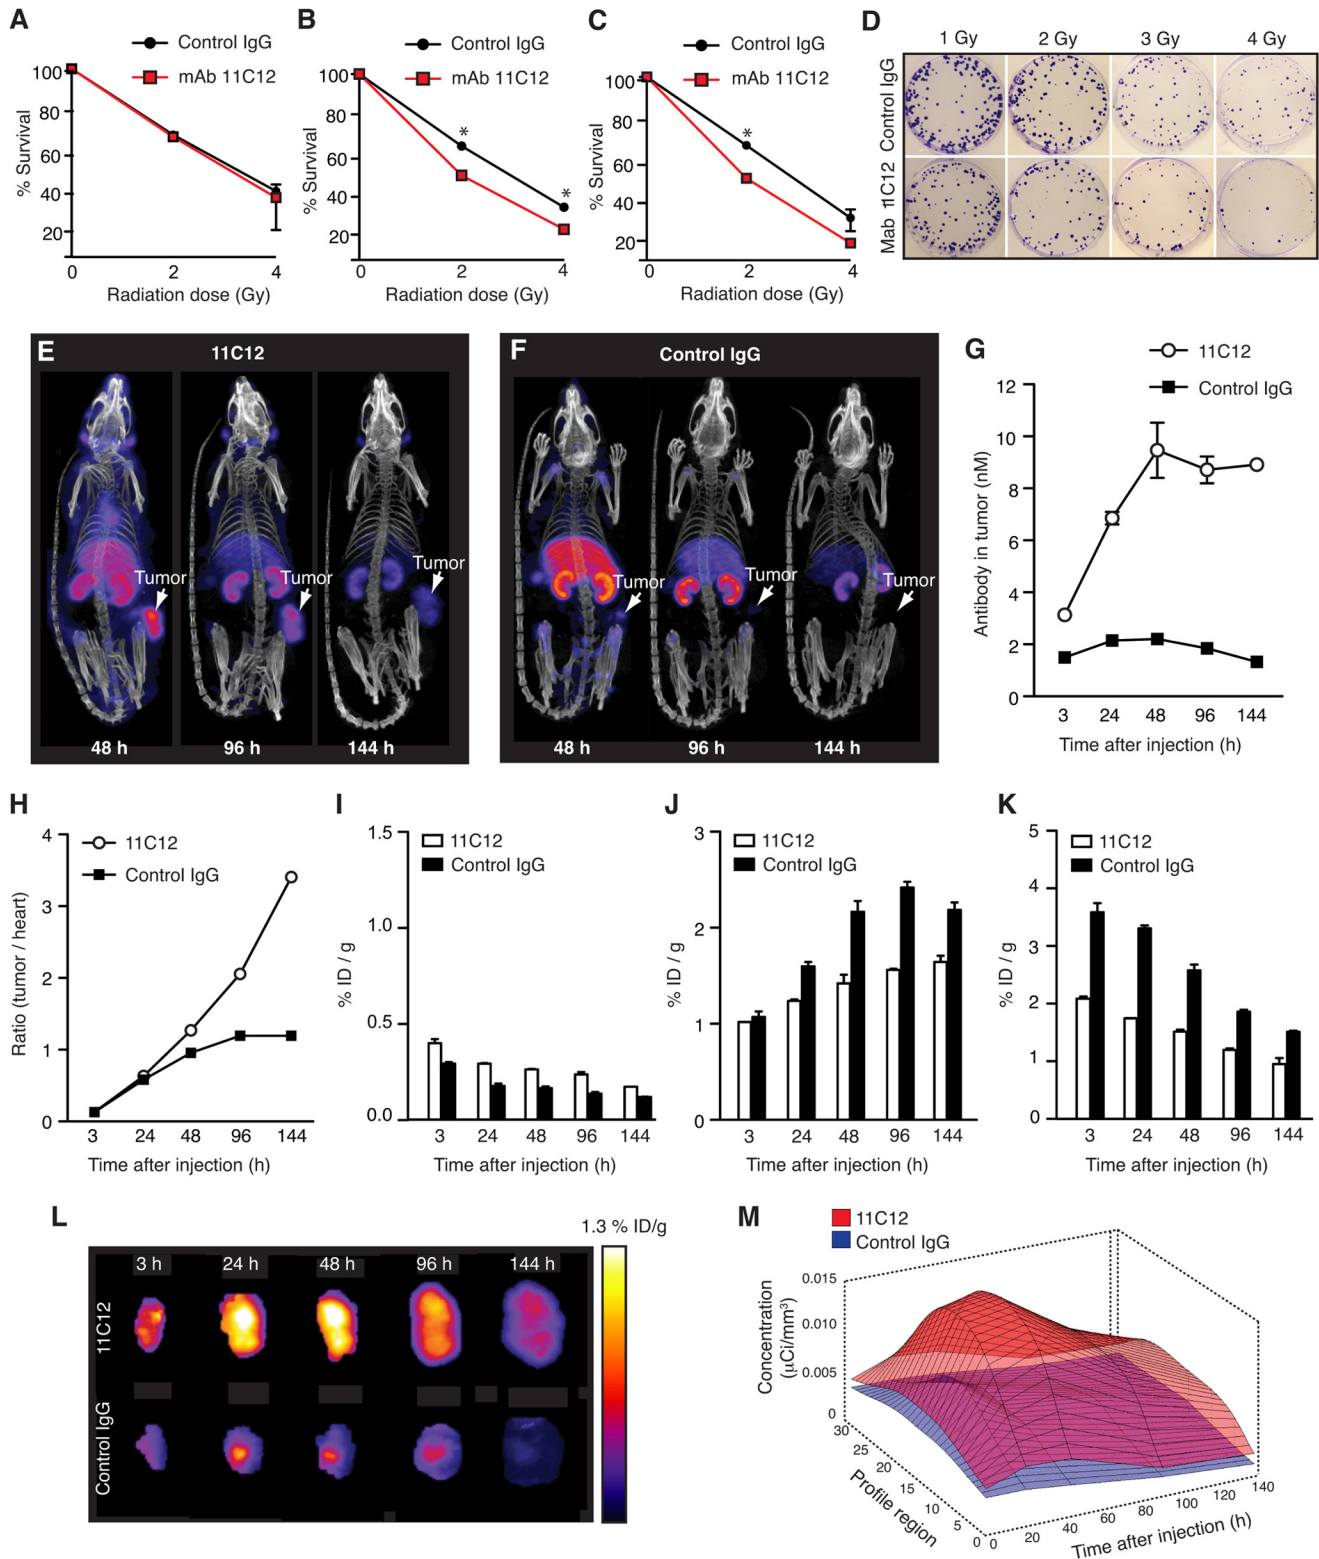 A
Control IgG
mAb 11C12
% Survival
100
80
60
40
20
0 2 4
Radiation dose (Gy)
B
Control IgG
mAb 11C12
% Survival
100
80
60
40
20
0 2 4
Radiation dose (Gy)
C
Control IgG
mAb 11C12
% Survival
100
80
60
40
20
0 2 4
Radiation dose (Gy)
* * *
D
1 Gy 2 Gy 3 Gy 4 Gy
Control IgG
Mab 11C12
E
11C12
Tumor Tumor Tumor
48 h 96 h 144 h
F
Control IgG
Tumor Tumor Tumor
48 h 96 h 144 h
G
11C12
Control IgG
Antibody in tumor (nM)
12
10
8
6
4
2
0
3 24 48 96 144
Time after injection (h)
H
11C12
Control IgG
Ratio (tumor / heart)
4
3
2
1
0
3 24 48 96 144
Time after injection (h)
I
11C12
Control IgG
% ID / g
1.5
1.0
0.5
0.0
3 24 48 96 144
Time after injection (h)
J
11C12
Control IgG
% ID / g
3
2
1
0
3 24 48 96 144
Time after injection (h)
K
11C12
Control IgG
% ID / g
5
4
3
2
1
0
3 24 48 96 144
Time after injection (h)
L
1.3 % ID/g
3 h 24 h 48 h 96 h 144 h
11C12
Control IgG
M
11C12
Control IgG
Concentration
(µCi/mm³)
0.015
0.010
0.005
0
30
25
20
15
10
5
0
Profile region
0 20 40 60 80 100 120 140
Time after injection (h)